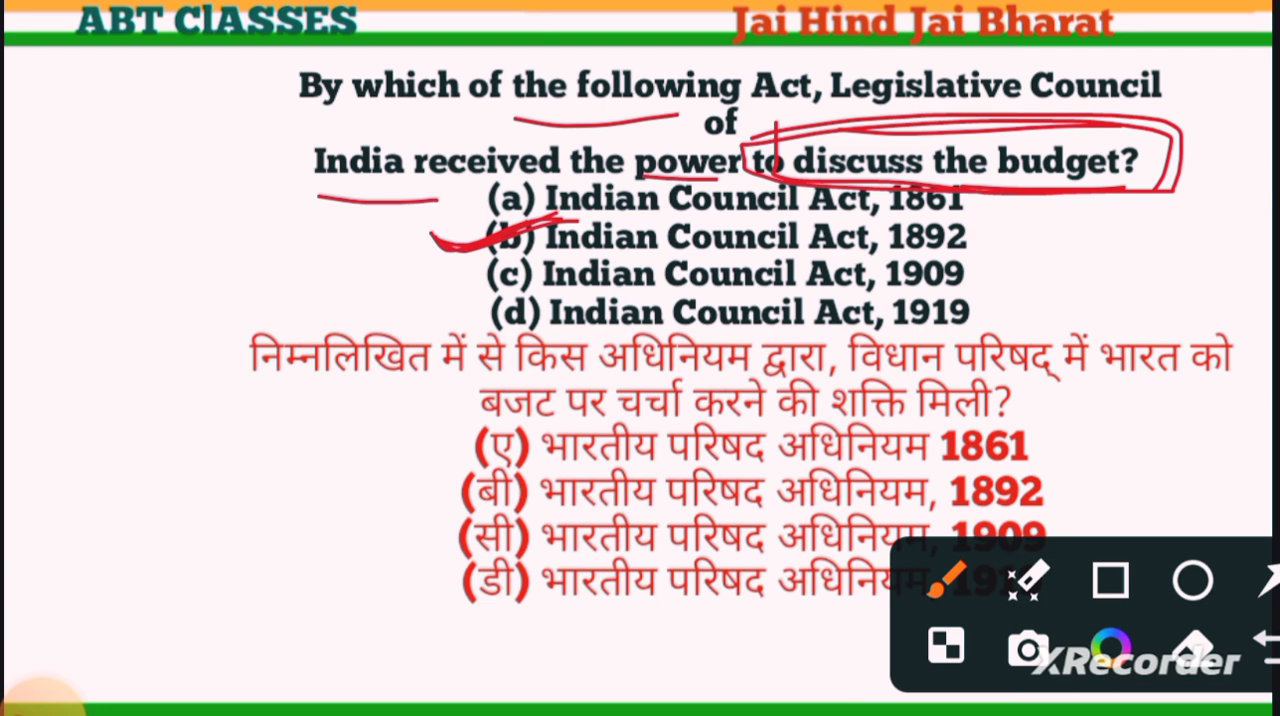 ABT ClASSES
Jai Hind Jai Bharat
By which of the following Act, Legislative Council
of
India received the power to discuss the budget?
(a) Indian Council Act, 1861
(b) Indian Council Act, 1892
(c) Indian Council Act, 1909
(d) Indian Council Act, 1919
निम्नलिखित में से किस अधिनियम द्वारा, विधान परिषद् में भारत को
बजट पर चर्चा करने की शक्ति मिली?
(ए) भारतीय परिषद अधिनियम 1861
(बी) भारतीय परिषद अधिनियम, 1892
(सी) भारतीय परिषद अधिनियम, 1909
(डी) भारतीय परिषद अधिनियम, 1919
XRecorder